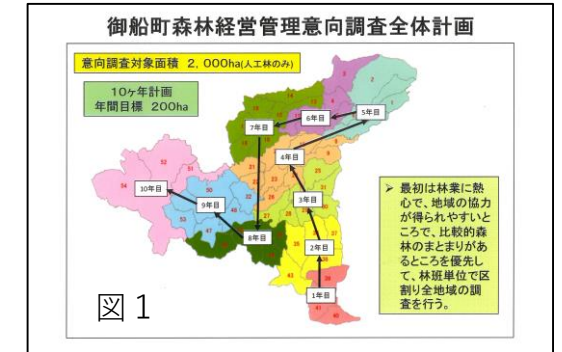 御船町森林経営管理意向調査全体計画
意向調査対象面積 2,000ha(人工林のみ)
10ヶ年計画
年間目標 200ha
5年目
6年目
7年目
4年目
10年目
3年目
9年目
8年目
2年目
1年目
➢ 最初は林業に熱
心で、地域の協力
が得られやすいと
ころで、比較的森
林のまとまりがあ
るところを優先し
て、林班単位で区
割り全地域の調
査を行う。
図1